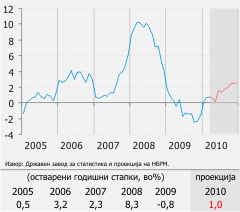 12
10
8
6
4
2
0
-2
-4
2005 2006 2007 2008 2009 2010
Извор: Државен завод за статистика и проекција на НБРМ.
(остварени годишни стапки, во%) проекција
2005 2006 2007 2008 2009 2010
0,5 3,2 2,3 8,3 -0,8 1,0